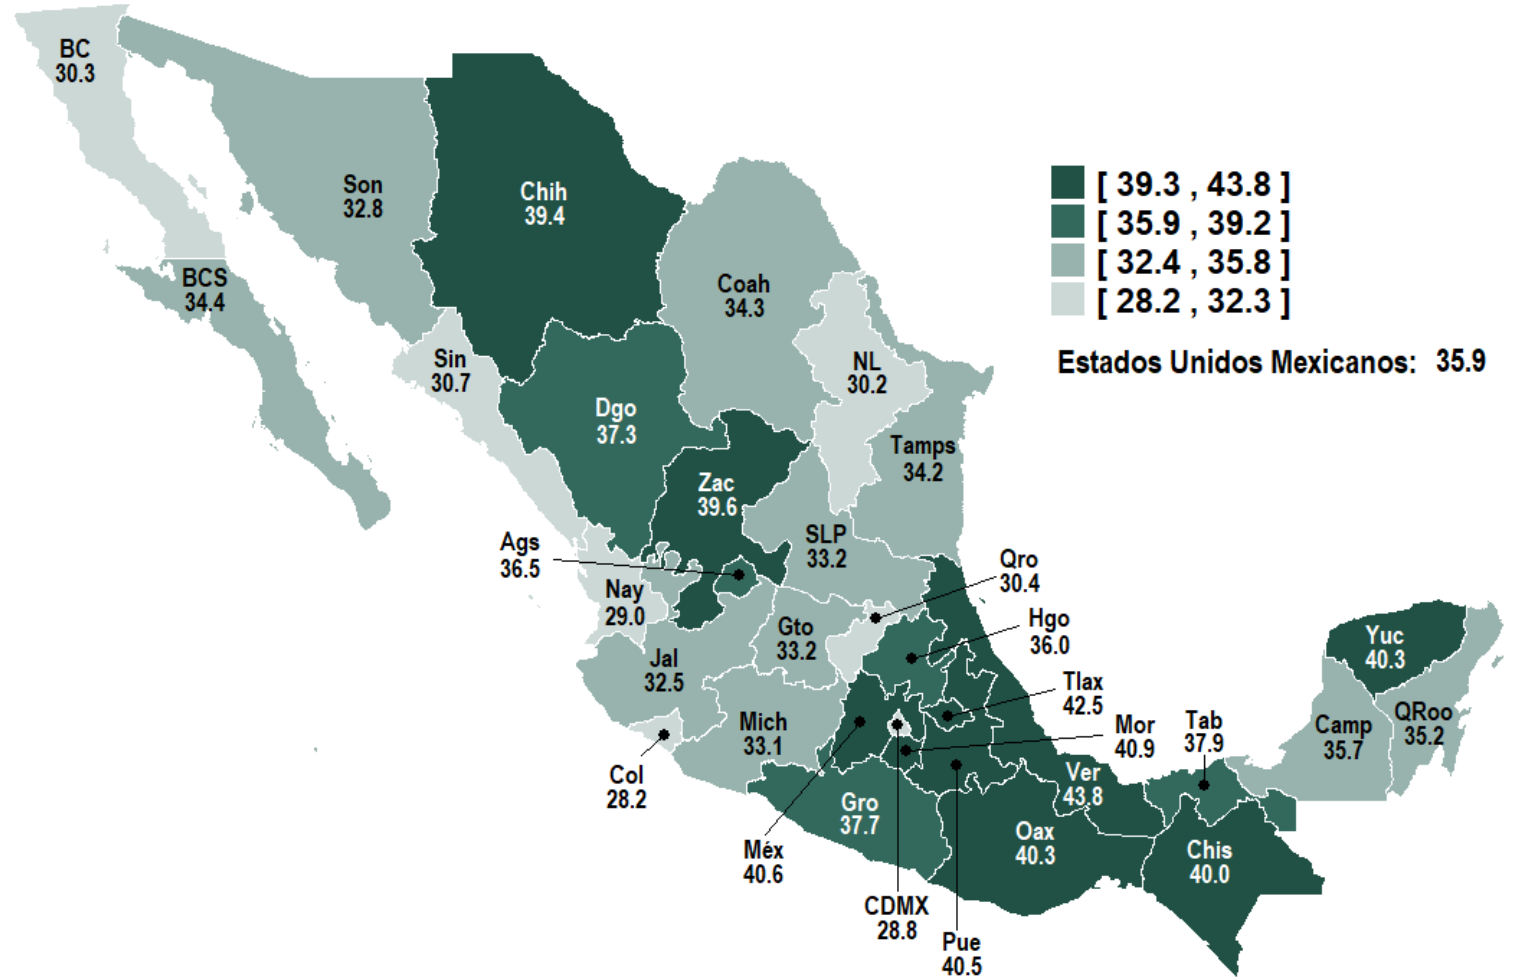 BC
30.3
Son
32.8
Chih
39.4
[ 39.3 , 43.8 ]
[ 35.9 , 39.2 ]
[ 32.4 , 35.8 ]
[ 28.2 , 32.3 ]
Estados Unidos Mexicanos: 35.9
BCS
34.4
Coah
34.3
Sin
30.7
NL
30.2
Dgo
37.3
Tamps
34.2
Zac
39.6
SLP
33.2
Ags
36.5
Qro
30.4
Nay
29.0
Hgo
36.0
Gto
33.2
Yuc
40.3
Jal
32.5
Tlax
42.5
Mich
33.1
Mor
40.9
Tab
37.9
Camp
35.7
QRoo
35.2
Col
28.2
Ver
43.8
Gro
37.7
Oax
40.3
Méx
40.6
Chis
40.0
CDMX
28.8
Pue
40.5